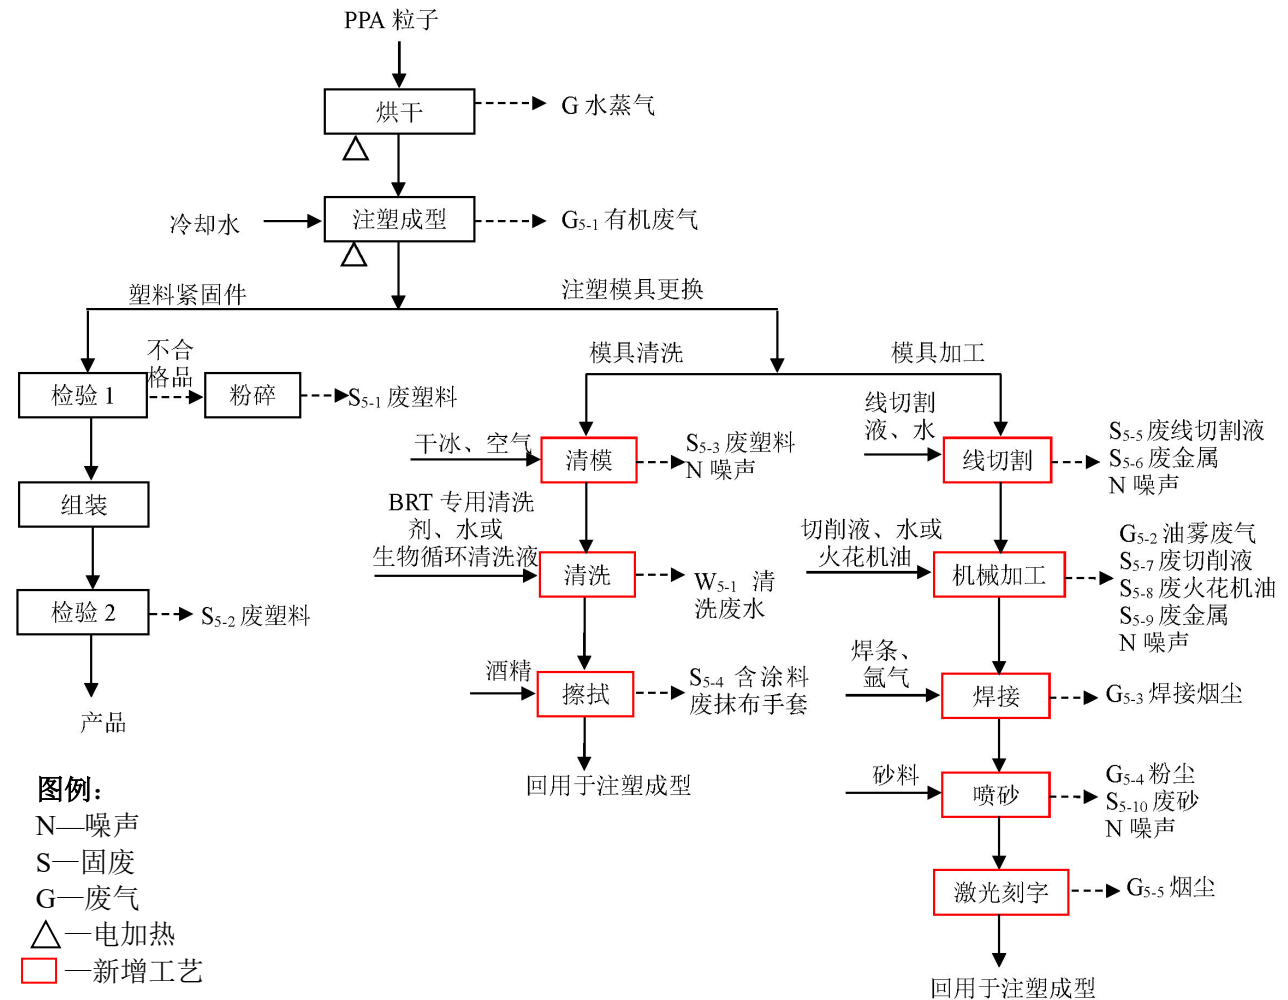 PPA 粒子
烘干
G 水蒸气
冷却水
注塑成型
G5-1 有机废气
塑料紧固件
注塑模具更换
不合
格品
检验 1
粉碎
S5-1 废塑料
组装
检验 2
S5-2 废塑料
产品
模具清洗
干冰、空气
清模
S5-3 废塑料
N 噪声
BRT 专用清洗
剂、水或
生物循环清洗液
清洗
W5-1 清
洗废水
酒精
擦拭
S5-4 含涂料
废抹布手套
回用于注塑成型
模具加工
线切割
液、水
线切割
S5-5 废线切割液
S5-6 废金属
N 噪声
切削液、水或
火花机油
机械加工
G5-2 油雾废气
S5-7 废切削液
S5-8 废火花机油
S5-9 废金属
N 噪声
焊条、
氩气
焊接
G5-3 焊接烟尘
砂料
喷砂
G5-4 粉尘
S5-10 废砂
N 噪声
激光刻字
G5-5 烟尘
回用于注塑成型
图例：
N—噪声
S—固废
G—废气
—电加热
—新增工艺